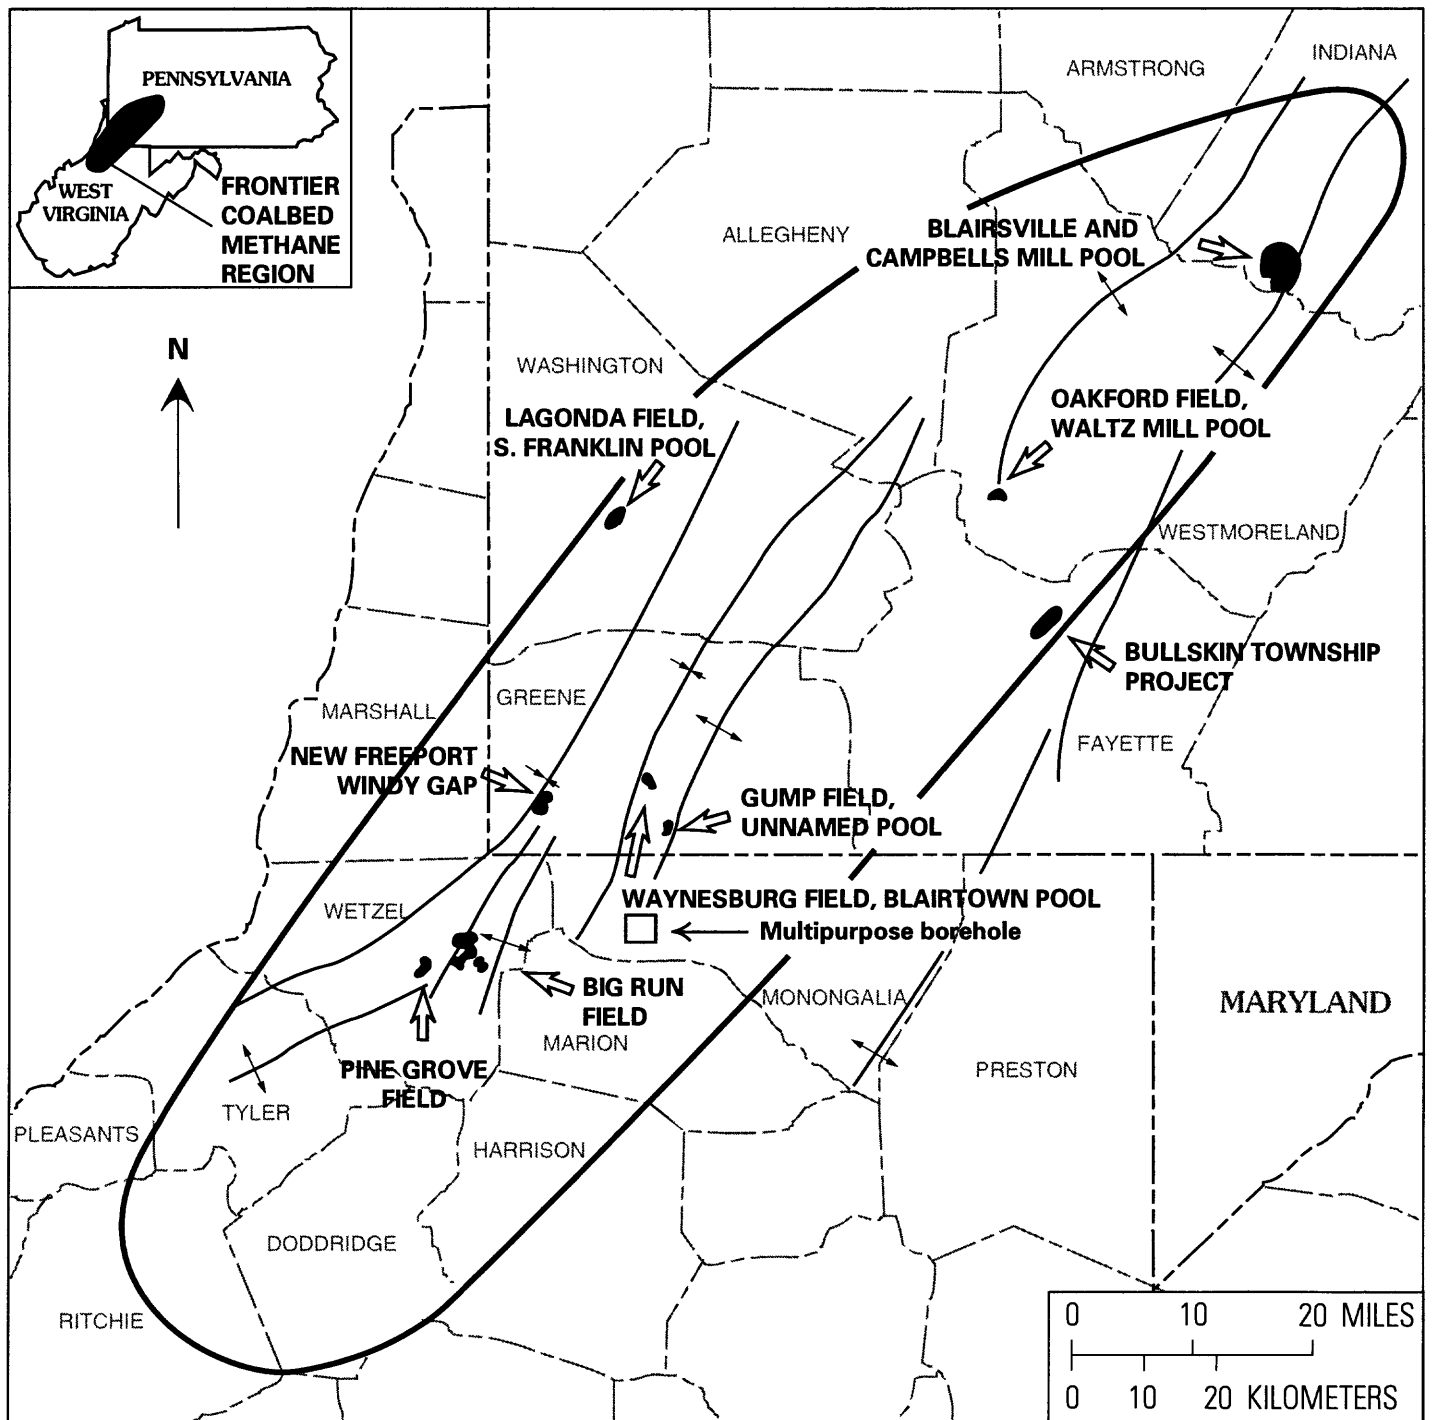 PENNSYLVANIA
WEST
VIRGINIA
FRONTIER
COALBED
METHANE
REGION
N
ARMSTRONG
INDIANA
ALLEGHENY
BLAIRSVILLE AND
CAMPBELLS MILL POOL
WASHINGTON
LAGONDA FIELD,
S. FRANKLIN POOL
OAKFORD FIELD,
WALTZ MILL POOL
WESTMORELAND
BULLSKIN TOWNSHIP
PROJECT
MARSHALL
GREENE
FAYETTE
NEW FREEPORT
WINDY GAP
GUMP FIELD,
UNNAMED POOL
WAYNESBURG FIELD, BLAIRTOWN POOL
Multipurpose borehole
WETZEL
BIG RUN
FIELD
MONONGALIA
MARYLAND
MARION
PINE GROVE
FIELD
PRESTON
TYLER
PLEASANTS
HARRISON
DODDRIDGE
RITCHIE
0 10 20 MILES
0 10 20 KILOMETERS